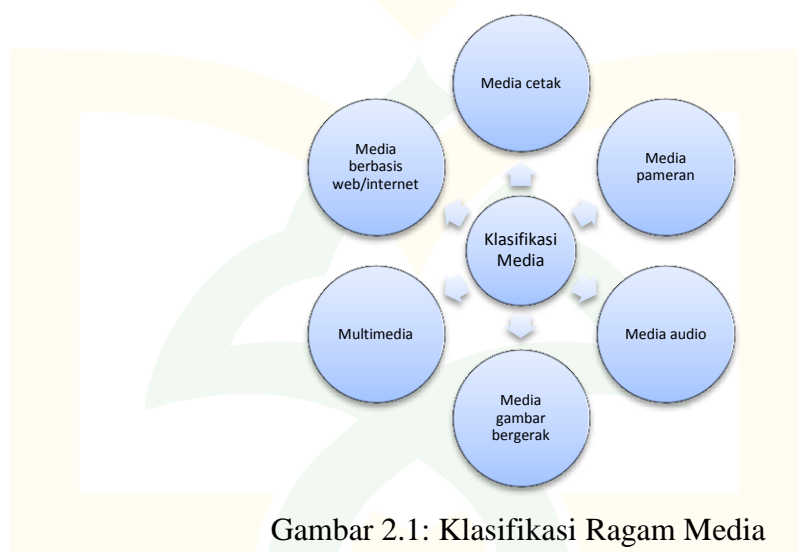 Media cetak
Media
pameran
Media audio
Media
gambar
bergerak
Multimedia
Media
berbasis
web/internet
Klasifikasi
Media
Gambar 2.1: Klasifikasi Ragam Media